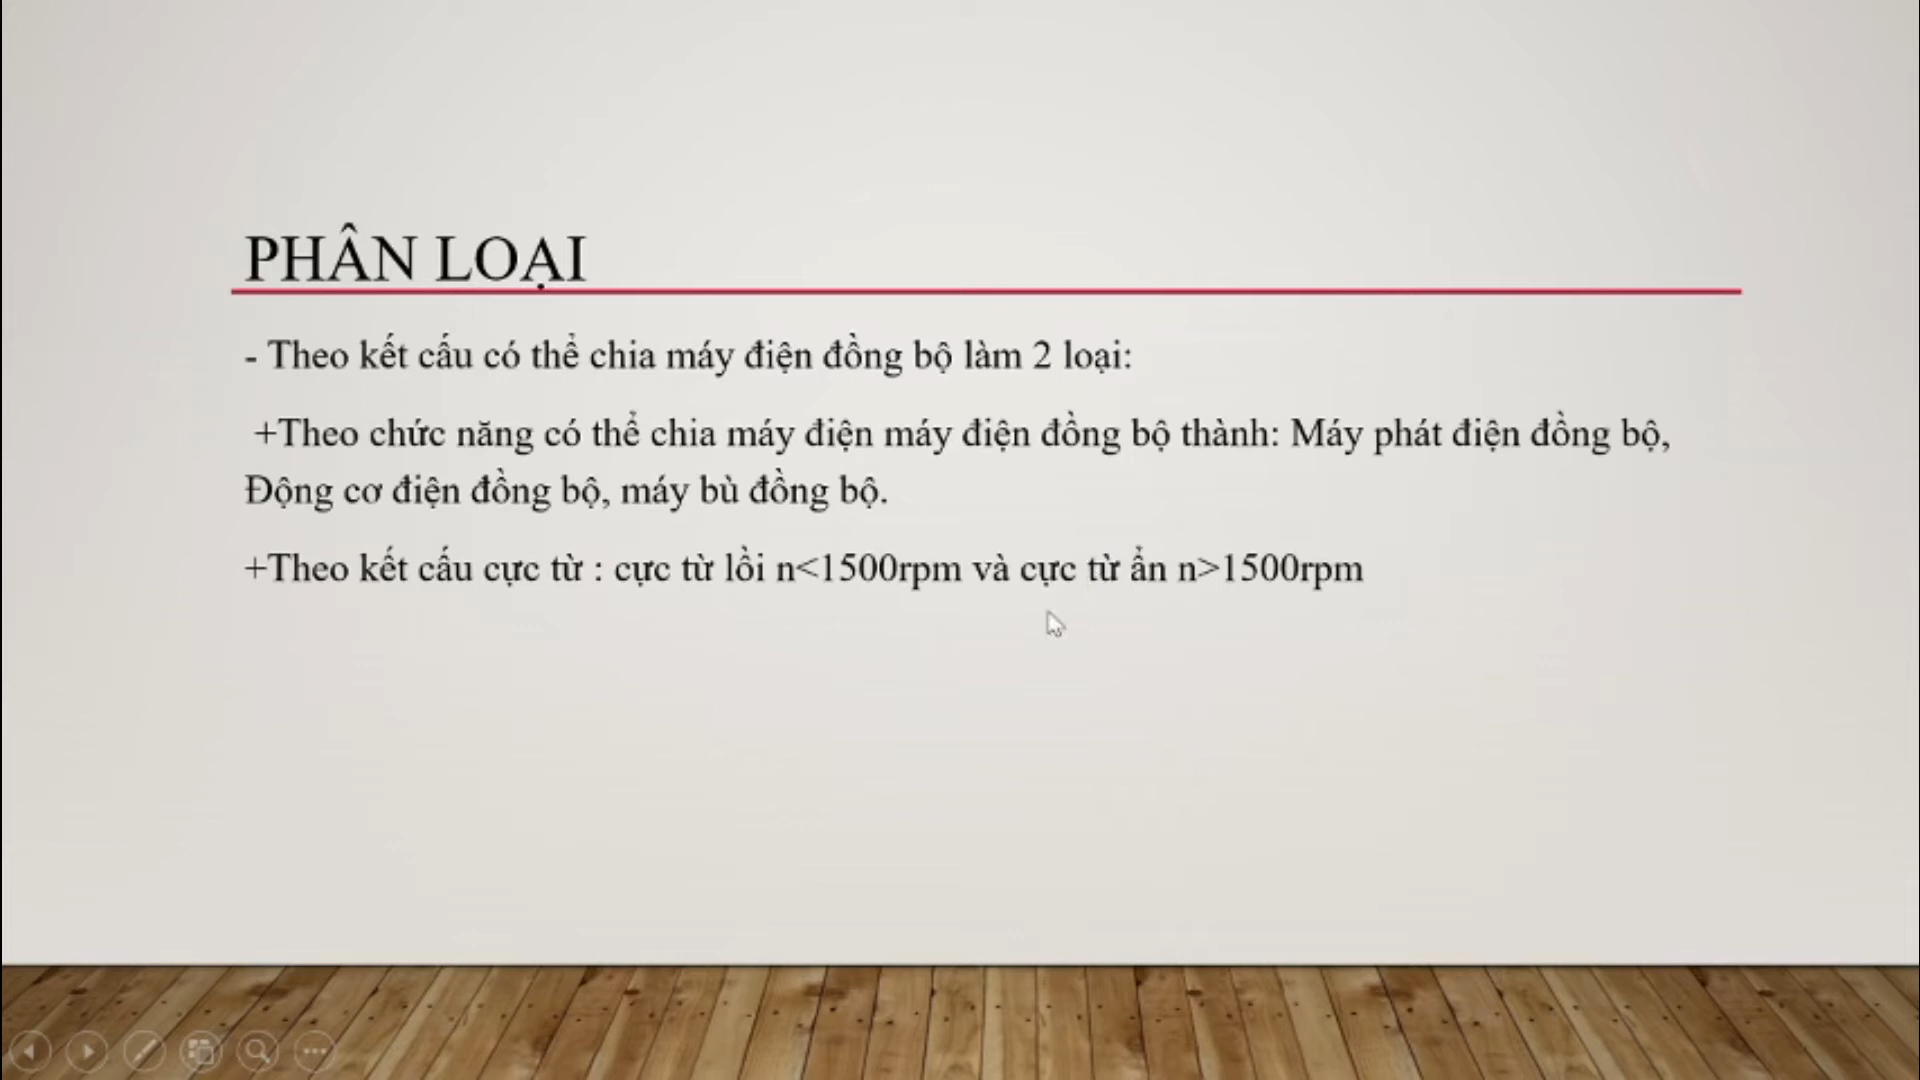 PHÂN LOẠI
- Theo kết cấu có thể chia máy điện đồng bộ làm 2 loại:
+Theo chức năng có thể chia máy điện máy điện đồng bộ thành: Máy phát điện đồng bộ,
Động cơ điện đồng bộ, máy bù đồng bộ.
+Theo kết cấu cực từ : cực từ lồi n<1500rpm và cực từ ẩn n>1500rpm